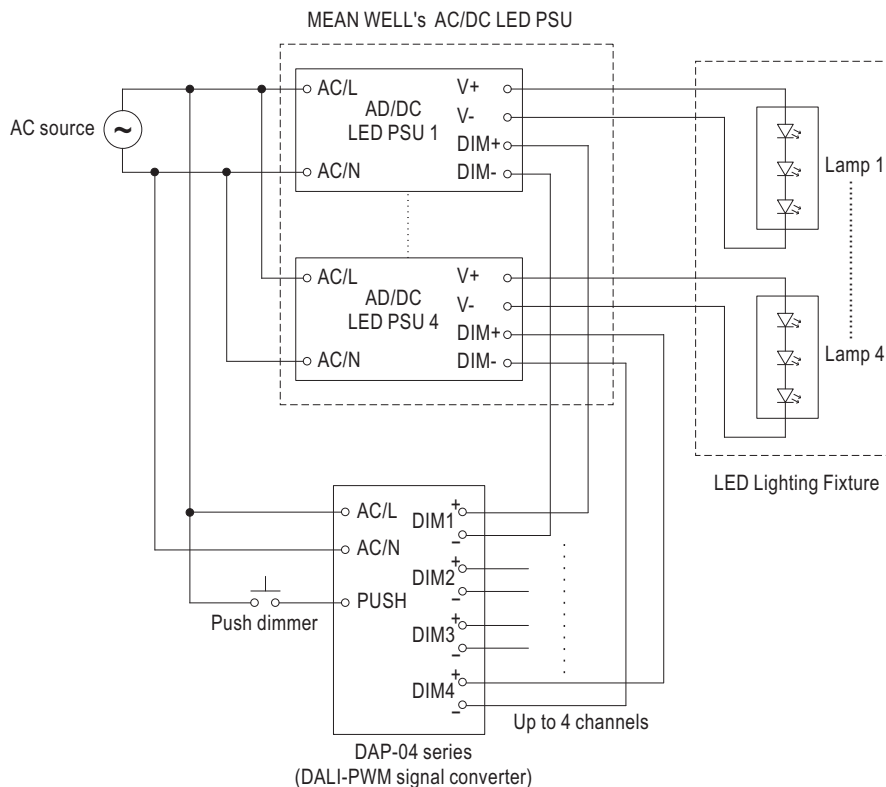 MEAN WELL's AC/DC LED PSU
AC source
~
AC/L
AD/DC
LED PSU 1
AC/N
V+
V-
DIM+
DIM-
Lamp 1
AC/L
AD/DC
LED PSU 4
AC/N
V+
V-
DIM+
DIM-
Lamp 4
LED Lighting Fixture
AC/L
AC/N
PUSH
Push dimmer
DIM1
+
-
DIM2
+
-
DIM3
+
-
DIM4
+
-
Up to 4 channels
DAP-04 series
(DALI-PWM signal converter)